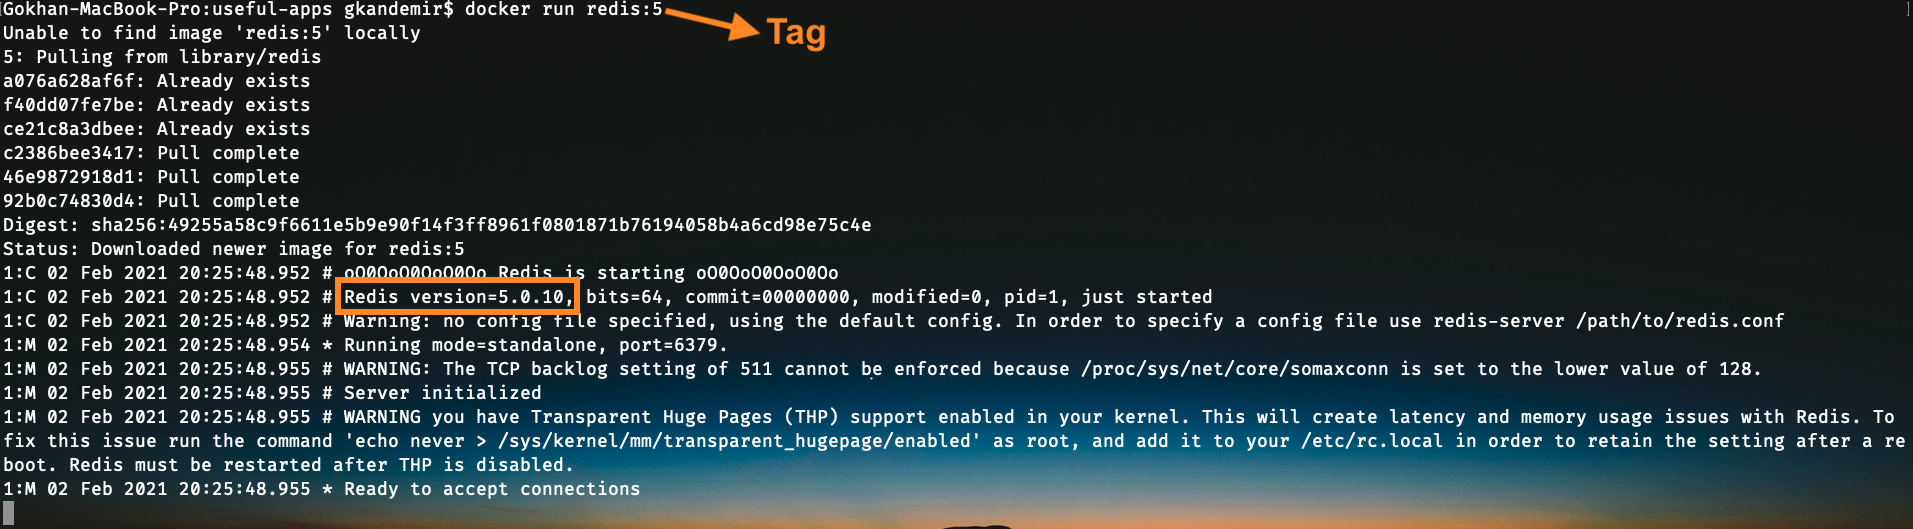 [Gokhan-MacBook-Pro:useful-apps gkandemir$ docker run redis:5 ]
Tag
Unable to find image 'redis:5' locally
5: Pulling from library/redis
a076a628af6f: Already exists
f40dd07fe7be: Already exists
ce21c8a3dbee: Already exists
c2386bee3417: Pull complete
46e9872918d1: Pull complete
92b0c74830d4: Pull complete
Digest: sha256:49255a58c9f6611e5b9e90f14f3ff8961f0801871b76194058b4a6cd98e75c4e
Status: Downloaded newer image for redis:5
1:C 02 Feb 2021 20:25:48.952 # oO0OoO0OoO0Oo Redis is starting oO0OoO0OoO0Oo
1:C 02 Feb 2021 20:25:48.952 # Redis version=5.0.10, bits=64, commit=00000000, modified=0, pid=1, just started
1:C 02 Feb 2021 20:25:48.952 # Warning: no config file specified, using the default config. In order to specify a config file use redis-server /path/to/redis.conf
1:M 02 Feb 2021 20:25:48.954 * Running mode=standalone, port=6379.
1:M 02 Feb 2021 20:25:48.955 # WARNING: The TCP backlog setting of 511 cannot be enforced because /proc/sys/net/core/somaxconn is set to the lower value of 128.
1:M 02 Feb 2021 20:25:48.955 # Server initialized
1:M 02 Feb 2021 20:25:48.955 # WARNING you have Transparent Huge Pages (THP) support enabled in your kernel. This will create latency and memory usage issues with Redis. To
fix this issue run the command 'echo never > /sys/kernel/mm/transparent_hugepage/enabled' as root, and add it to your /etc/rc.local in order to retain the setting after a re
boot. Redis must be restarted after THP is disabled.
1:M 02 Feb 2021 20:25:48.955 * Ready to accept connections